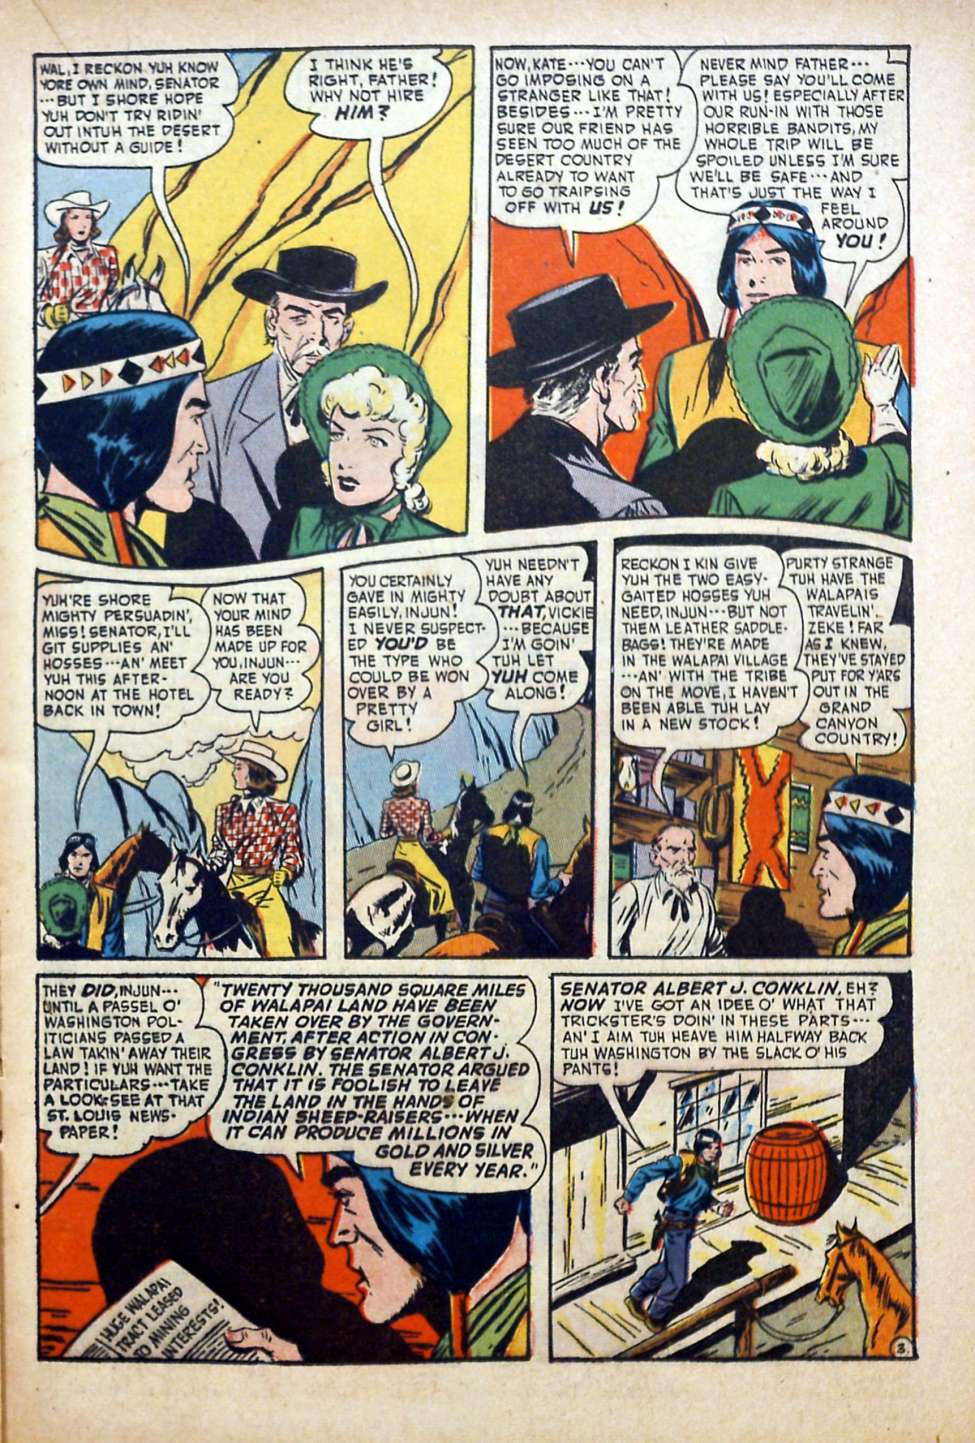 WAL, I RECKON YUH KNOW
YORE OWN MIND, SENATOR
---BUT I SHORE HOPE
YUH DON'T TRY RIDIN'
OUT INTUH THE DESERT
WITHOUT A GUIDE!
I THINK HE'S
RIGHT, FATHER!
WHY NOT HIRE
HIM?
NOW, KATE---YOU CAN'T
GO IMPOSING ON A
STRANGER LIKE THAT!
BESIDES---I'M PRETTY
SURE OUR FRIEND HAS
SEEN TOO MUCH OF THE
DESERT COUNTRY
ALREADY TO WANT
TO GO TRAIPSING
OFF WITH US!
NEVER MIND FATHER---
PLEASE SAY YOU'LL COME
WITH US! ESPECIALLY AFTER
OUR RUN-IN WITH THOSE
HORRIBLE BANDITS, MY
WHOLE TRIP WILL BE
SPOILED UNLESS I'M SURE
WE'LL BE SAFE---AND
THAT'S JUST THE WAY I
FEEL
AROUND
YOU!
YUH'RE SHORE
MIGHTY PERSUADIN',
MISS! SENATOR, I'LL
GIT SUPPLIES AN'
HOSSES---AN' MEET
YUH THIS AFTER-
NOON AT THE HOTEL
BACK IN TOWN!
NOW THAT
YOUR MIND
HAS BEEN
MADE UP FOR
YOU, INJUN---
ARE YOU
READY?
YOU CERTAINLY
GAVE IN MIGHTY
EASILY, INJUN!
I NEVER SUSPECT-
ED YOU'D BE
THE TYPE WHO
COULD BE WON
OVER BY A
PRETTY
GIRL!
YUH NEEDN'T
HAVE ANY
DOUBT ABOUT
THAT, VICKIE
---BECAUSE
I'M GOIN'
TUH LET
YUH COME
ALONG!
RECKON I KIN GIVE
YUH THE TWO EASY-
GAITED HOSSES YUH
NEED, INJUN---BUT NOT
THEM LEATHER SADDLE-
BAGS! THEY'RE MADE
IN THE WALAPAI VILLAGE
---AN' WITH THE TRIBE
ON THE MOVE, I HAVEN'T
BEEN ABLE TUH LAY
IN A NEW STOCK!
PURTY STRANGE
TUH HAVE THE
WALAPAIS
TRAVELIN',
ZEKE! FAR
AS I KNEW,
THEY'VE STAYED
PUT FOR Y'ARS
OUT IN THE
GRAND
CANYON
COUNTRY!
THEY DID, INJUN---
UNTIL A PASSEL O'
WASHINGTON POL-
ITICIANS PASSED A
LAW TAKIN' AWAY THEIR
LAND! IF YUH WANT THE
PARTICULARS---TAKE
A LOOK-SEE AT THAT
ST. LOUIS NEWS-
PAPER!
"TWENTY THOUSAND SQUARE MILES
OF WALAPAI LAND HAVE BEEN
TAKEN OVER BY THE GOVERN-
MENT, AFTER ACTION IN CON-
GRESS BY SENATOR ALBERT J.
CONKLIN. THE SENATOR ARGUED
THAT IT IS FOOLISH TO LEAVE
THE LAND IN THE HANDS OF
INDIAN SHEEP-RAISERS---WHEN
IT CAN PRODUCE MILLIONS IN
GOLD AND SILVER
EVERY YEAR."
HUGE WALAPAI
TRACT LEASED
TO MINING
INTERESTS!
SENATOR ALBERT J. CONKLIN, EH?
NOW I'VE GOT AN IDEE O' WHAT THAT
TRICKSTER'S DOIN' IN THESE PARTS---
AN' I AIM TUH HEAVE HIM HALFWAY BACK
TUH WASHINGTON BY THE SLACK O' HIS
PANTS!
3